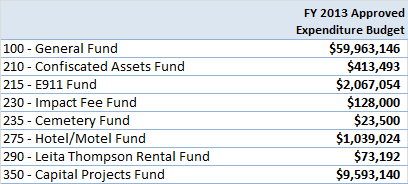 FY 2013 Approved
Expenditure Budget
100 - General Fund $59,963,146
210 - Confiscated Assets Fund $413,493
215 - E911 Fund $2,067,054
230 - Impact Fee Fund $128,000
235 - Cemetery Fund $23,500
275 - Hotel/Motel Fund $1,039,024
290 - Leita Thompson Rental Fund $73,192
350 - Capital Projects Fund $9,593,140